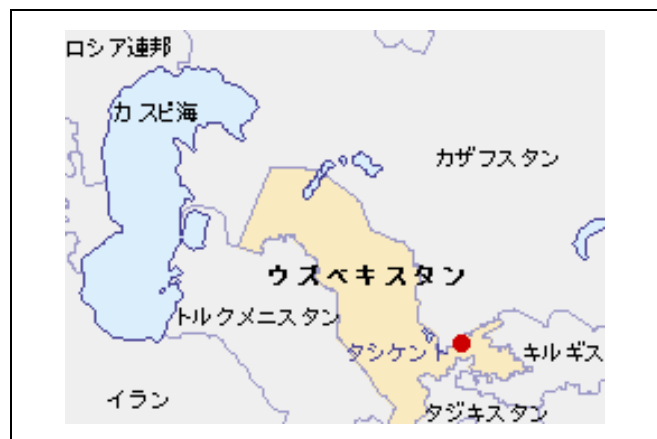 ロシア連邦
カスピ海
カザフスタン
ウズベキスタン
トルクメニスタン
タシケント
キルギス
イラン
タジキスタン